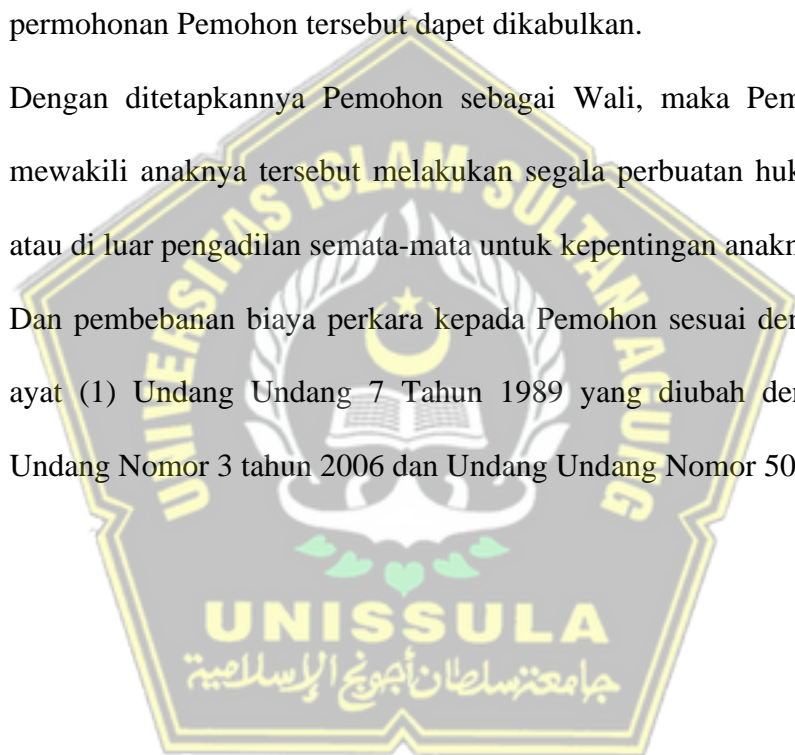 permohonan Pemohon tersebut dapet dikabulkan.
Dengan ditetapkannya Pemohon sebagai Wali, maka Pem
mewakili anaknya tersebut melakukan segala perbuatan huk
atau di luar pengadilan semata-mata untuk kepentingan anakn
Dan pembebanan biaya perkara kepada Pemohon sesuai den
ayat (1) Undang Undang 7 Tahun 1989 yang diubah den
Undang Nomor 3 tahun 2006 dan Undang Undang Nomor 50
UNIVERSITAS ISLAM SULTAN AGUNG
UNISSULA
جامعة سلطان أجونج الإسلامية